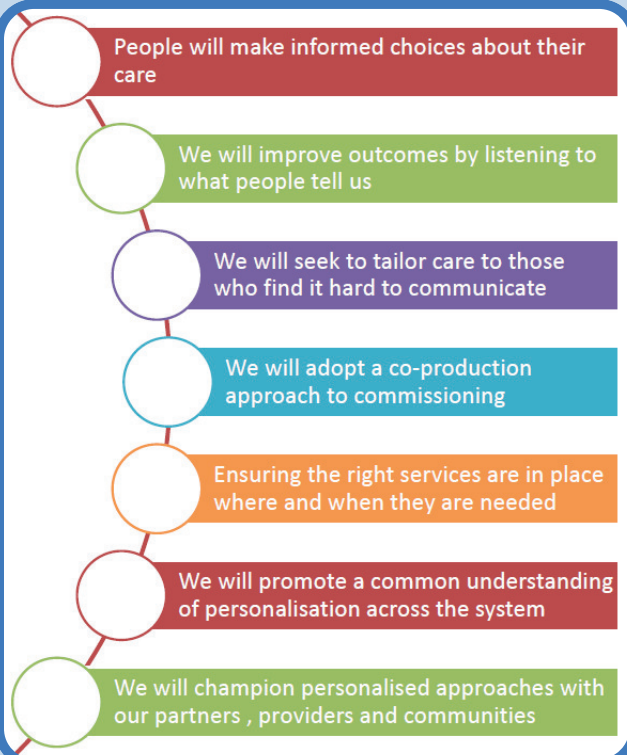 People will make informed choices about their
care
We will improve outcomes by listening to
what people tell us
We will seek to tailor care to those
who find it hard to communicate
We will adopt a co-production
approach to commissioning
Ensuring the right services are in place
where and when they are needed
We will promote a common understanding
of personalisation across the system
We will champion personalised approaches with
our partners , providers and communities